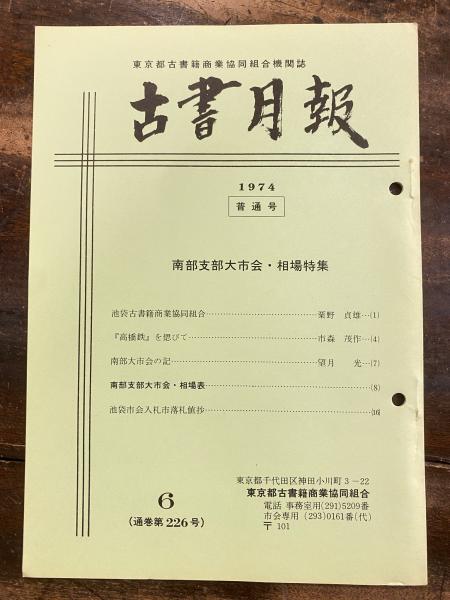 東京都古書籍商業協同組合機関誌
古書月報
1974
普通号
南部支部大市会・相場特集
池袋古書籍商業協同組合…粟野 貞雄…(1)
『高橋鉄』を偲びて…市森 茂作…(4)
南部大市会の記…望月 光…(7)
南部支部大市会・相場表…(8)
池袋市会入札市落札値抄…(16)
6
(通巻第226号)
東京都千代田区神田小川町3－22
東京都古書籍商業協同組合
電話 事務室用(291)5209番
市会専用(293)0161番(代)
〒101